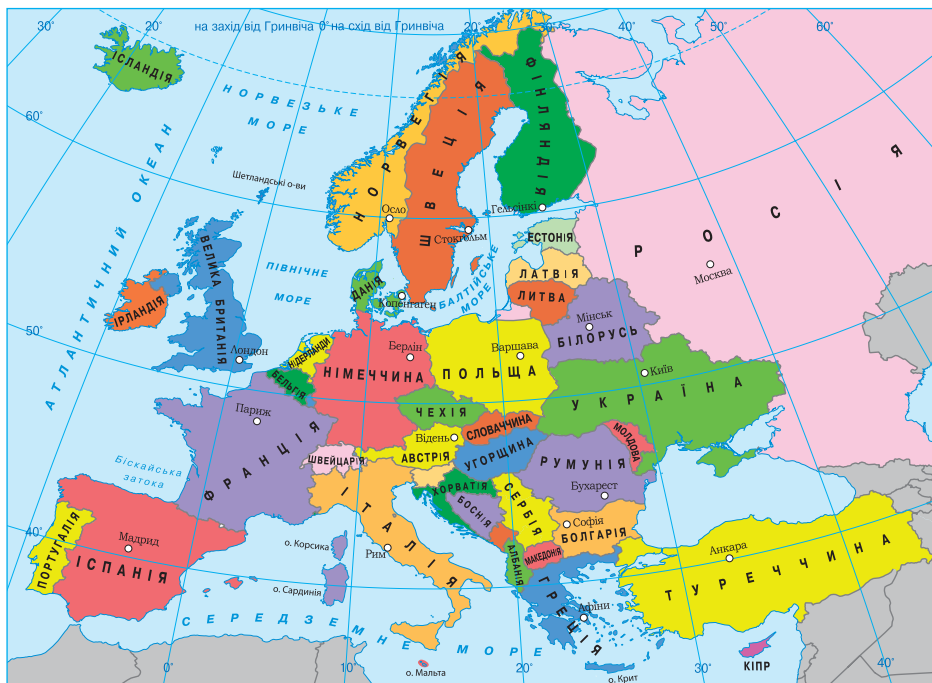 30°
20°
на захід від Гринвіча 0° на схід від Гринвіча
20°
30°
40°
50°
60°
ІСЛАНДІЯ
НОРВЕЗЬКЕ
МОРЕ
60°
АТЛАНТИЧНИЙ ОКЕАН
Шетландські о-ви
НОРВЕГІЯ
ШВЕЦІЯ
ФІНЛЯНДІЯ
РОСІЯ
Осло
Стокгольм
Гельсінкі
Москва
ЕСТОНІЯ
ЛАТВІЯ
ЛИТВА
БАЛТІЙСЬКЕ
МОРЕ
ПІВНІЧНЕ
МОРЕ
ДАНІЯ
Копенгаген
ВЕЛИКА БРИТАНІЯ
ІРЛАНДІЯ
Лондон
50°
НІДЕРЛАНДИ
БЕЛЬГІЯ
Берлін
НІМЕЧЧИНА
Варшава
ПОЛЬЩА
Мінськ
БІЛОРУСЬ
Київ
УКРАЇНА
ЧЕХІЯ
СЛОВАЧЧИНА
Відень
АВСТРІЯ
УГОРЩИНА
МОЛДОВА
Париж
ФРАНЦІЯ
ШВЕЙЦАРІЯ
Біскайська
затока
РУМУНІЯ
Бухарест
ХОРВАТІЯ
БОСНІЯ
СЕРБІЯ
Софія
БОЛГАРІЯ
ІТАЛІЯ
Рим
АЛБАНІЯ
МАКЕДОНІЯ
ГРЕЦІЯ
Афіни
Анкара
ТУРЕЧЧИНА
40°
ПОРТУГАЛІЯ
Мадрид
ІСПАНІЯ
о. Корсика
о. Сардинія
СЕРЕДЗЕМНЕ МОРЕ
о. Мальта
о. Крит
КІПР
0°
10°
20°
30°
40°